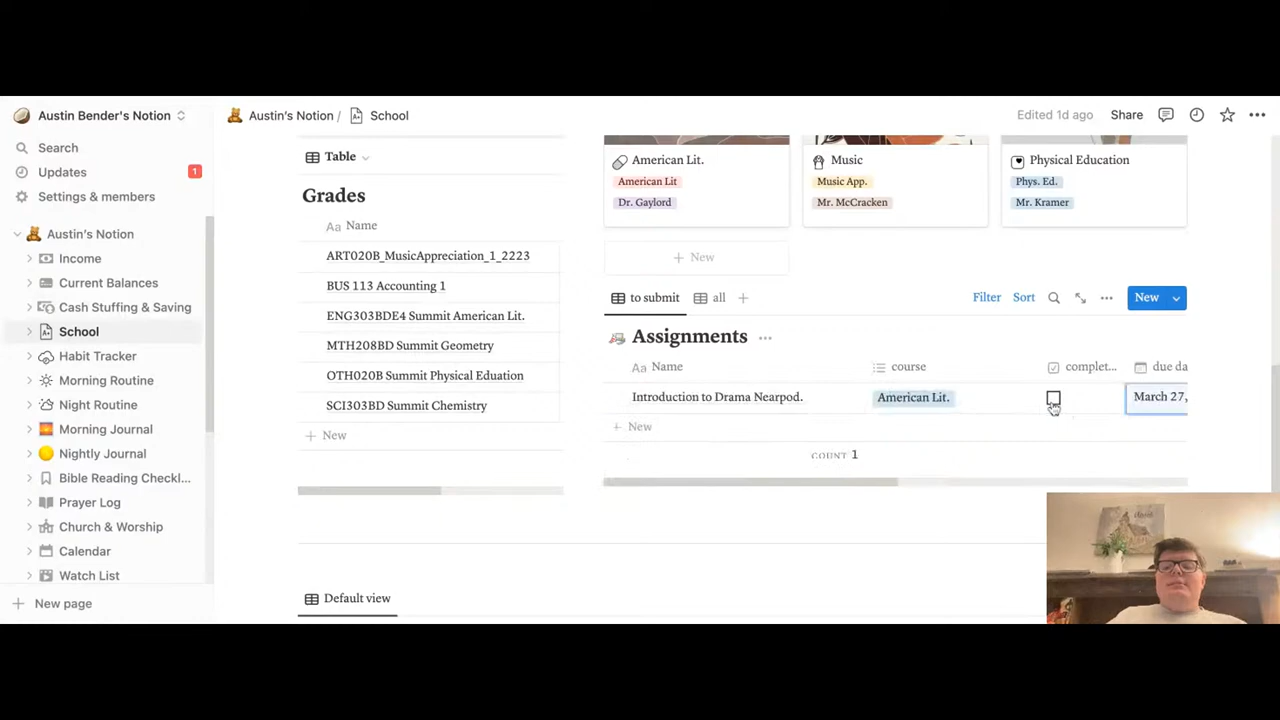 Austin Bender's Notion
Austin's Notion / School
Edited 1d ago
Share
Search
Updates
1
Settings & members
Austin's Notion
Income
Current Balances
Cash Stuffing & Saving
School
Habit Tracker
Morning Routine
Night Routine
Morning Journal
Nightly Journal
Bible Reading Checkl...
Prayer Log
Church & Worship
Calendar
Watch List
New page
Table
Grades
Aa Name
ART020B_MusicAppreciation_1_2223
BUS 113 Accounting 1
ENG303BDE4 Summit American Lit.
MTH208BD Summit Geometry
OTH020B Summit Physical Eduation
SCI303BD Summit Chemistry
+ New
American Lit.
American Lit
Dr. Gaylord
Music
Music App.
Mr. McCracken
Physical Education
Phys. Ed.
Mr. Kramer
+ New
to submit
all
+
Filter
Sort
New
Assignments
Aa Name
course
complet...
due da
Introduction to Drama Nearpod.
American Lit.
March 27,
+ New
COUNT 1
Default view